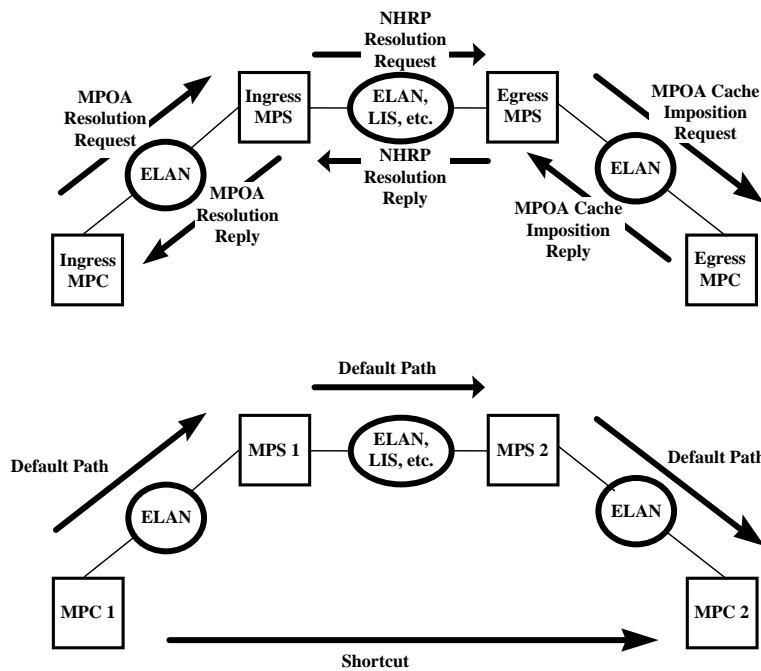 NHRP
Resolution
Request
MPOA
Resolution
Request
Ingress
MPS
ELAN,
LIS, etc.
Egress
MPS
MPOA Cache
Imposition
Request
ELAN
ELAN
NHRP
Resolution
Reply
MPOA
Resolution
Reply
MPOA Cache
Imposition
Reply
Ingress
MPC
Egress
MPC
Default Path
Default Path
MPS 1
ELAN,
LIS, etc.
MPS 2
Default Path
ELAN
ELAN
MPC 1
MPC 2
Shortcut